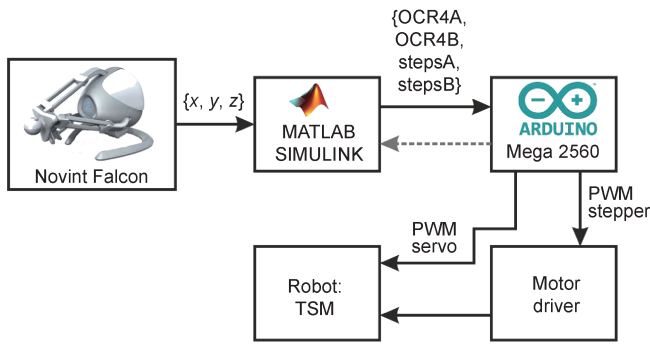 {OCR4A,
OCR4B,
stepsA,
stepsB}
{x, y, z}
Novint Falcon
MATLAB
SIMULINK
ARDUINO
Mega 2560
PWM
servo
PWM
stepper
Robot:
TSM
Motor
driver